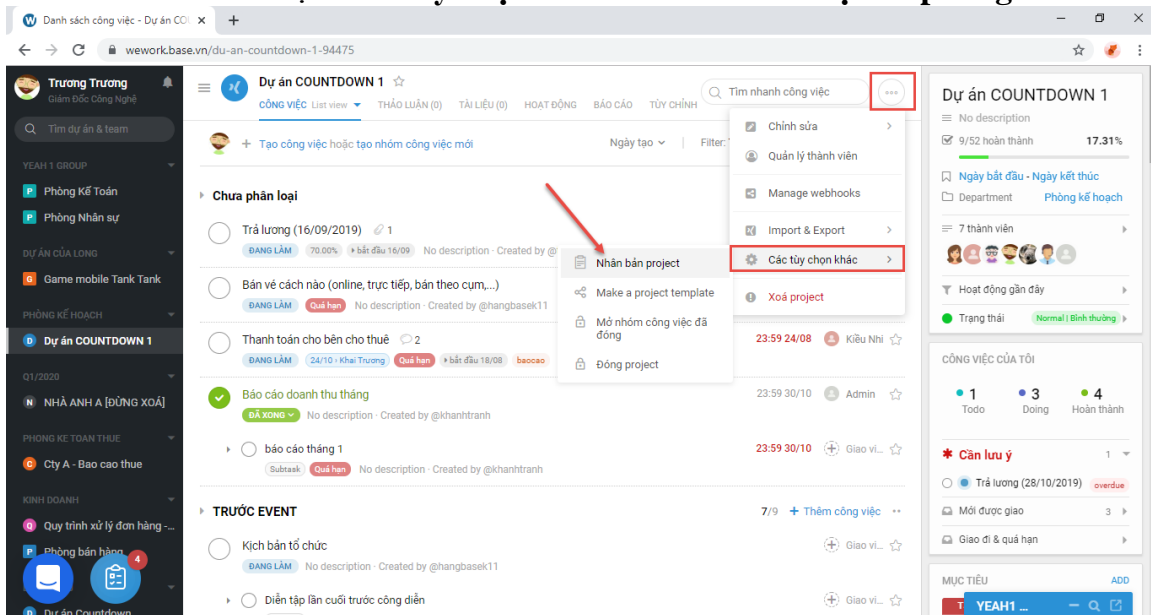 Danh sách công việc - Dự án CO
wework.base.vn/du-an-countdown-1-94475
Trương Trương
Giám Đốc Công Nghệ
Tìm dự án & team
YEAH 1 GROUP
P Phòng Kế Toán
P Phòng Nhân sự
DỰ ÁN CỦA LONG
G Game mobile Tank Tank
PHÒNG KẾ HOẠCH
D Dự án COUNTDOWN 1
Q1/2020
N NHÀ ANH A [ĐỪNG XOÁ]
PHONG KE TOAN THUE
C Cty A - Bao cao thue
KINH DOANH
Q Quy trình xử lý đơn hàng -...
P Phòng bán hàng
4
D Dự án Countdown
Dự án COUNTDOWN 1
CÔNG VIỆC List view THẢO LUẬN (0) TÀI LIỆU (0) HOẠT ĐỘNG BÁO CÁO TÙY CHỈNH
Tìm nhanh công việc
+ Tạo công việc hoặc tạo nhóm công việc mới
Ngày tạo Filter:
Chưa phân loại
Trả lương (16/09/2019) 1
ĐANG LÀM 70.00% bắt đầu 16/09 No description · Created by @
Bán vé cách nào (online, trực tiếp, bán theo cụm,...)
ĐANG LÀM Quá hạn No description · Created by @hangbasek11
Thanh toán cho bên cho thuê 2
23:59 24/08 Kiều Nhi
ĐANG LÀM 24/10 › Khai Trương Quá hạn bắt đầu 18/08 baocao
Báo cáo doanh thu tháng
23:59 30/10 Admin
ĐÃ XONG No description · Created by @khanhtranh
báo cáo tháng 1
23:59 30/10 Giao vi...
Subtask Quá hạn No description · Created by @khanhtranh
TRƯỚC EVENT
7/9 + Thêm công việc
Kịch bản tổ chức
Giao vi...
ĐANG LÀM No description · Created by @hangbasek11
Diễn tập lần cuối trước công diễn
Giao vi...
Chỉnh sửa
Quản lý thành viên
Manage webhooks
Import & Export
Các tùy chọn khác
Xoá project
Nhân bản project
Make a project template
Mở nhóm công việc đã
đóng
Đóng project
Dự án COUNTDOWN 1
No description
9/52 hoàn thành 17.31%
Ngày bắt đầu - Ngày kết thúc
Department Phòng kế hoạch
7 thành viên
Hoạt động gần đây
Trạng thái Normal | Bình thường
CÔNG VIỆC CỦA TÔI
1 3 4
Todo Doing Hoàn thành
Cần lưu ý 1
Trả lương (28/10/2019) overdue
Mới được giao 3
Giao đi & quá hạn
MỤC TIÊU ADD
T YEAH1 ...